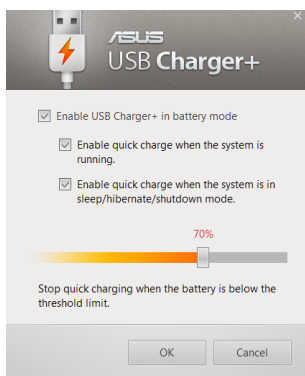 ASUS
USB Charger+
Enable USB Charger+ in battery mode
Enable quick charge when the system is
running.
Enable quick charge when the system is in
sleep/hibernate/shutdown mode.
70%
Stop quick charging when the battery is below the
threshold limit.
OK
Cancel